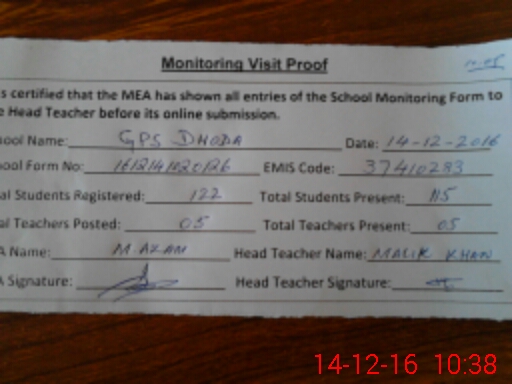 Monitoring Visit Proof
s certified that the MEA has shown all entries of the School Monitoring Form to
e Head Teacher before its online submission.
ool Name: GPS DHODA Date: 14-12-2016
ool Form No: EMIS Code: 37410283
al Students Registered: 122 Total Students Present: 115
al Teachers Posted: 05 Total Teachers Present: 05
A Name: M.AZAM Head Teacher Name: MALIK KHAN
A Signature: Head Teacher Signature:
14-12-16 10:38